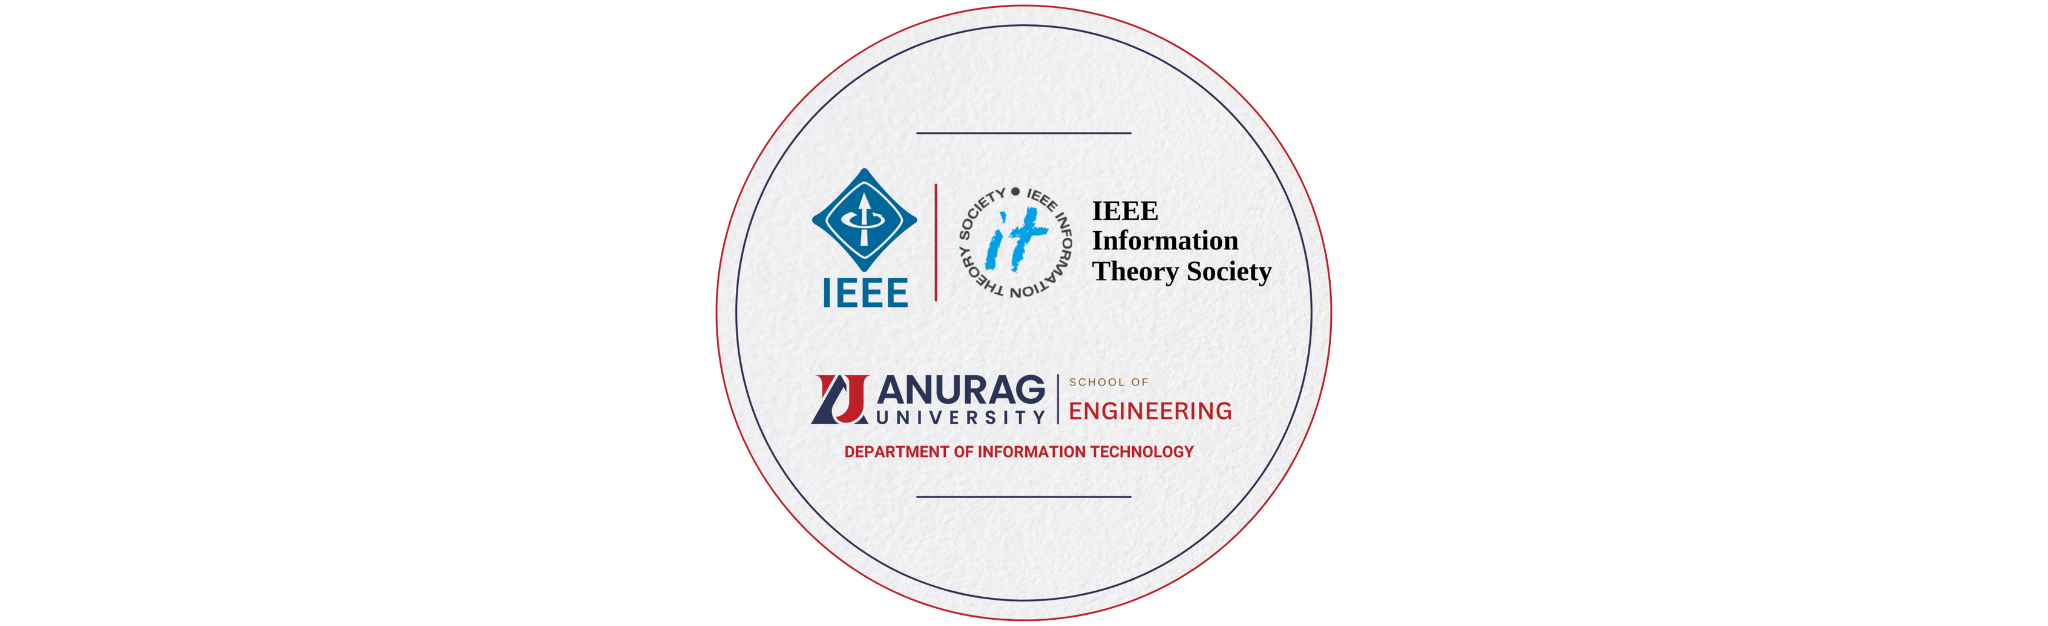 IEEE
SOCIETY • IEEE INFORMATION THEORY
it
IEEE
Information
Theory Society
ANURAG
UNIVERSITY
SCHOOL OF
ENGINEERING
DEPARTMENT OF INFORMATION TECHNOLOGY